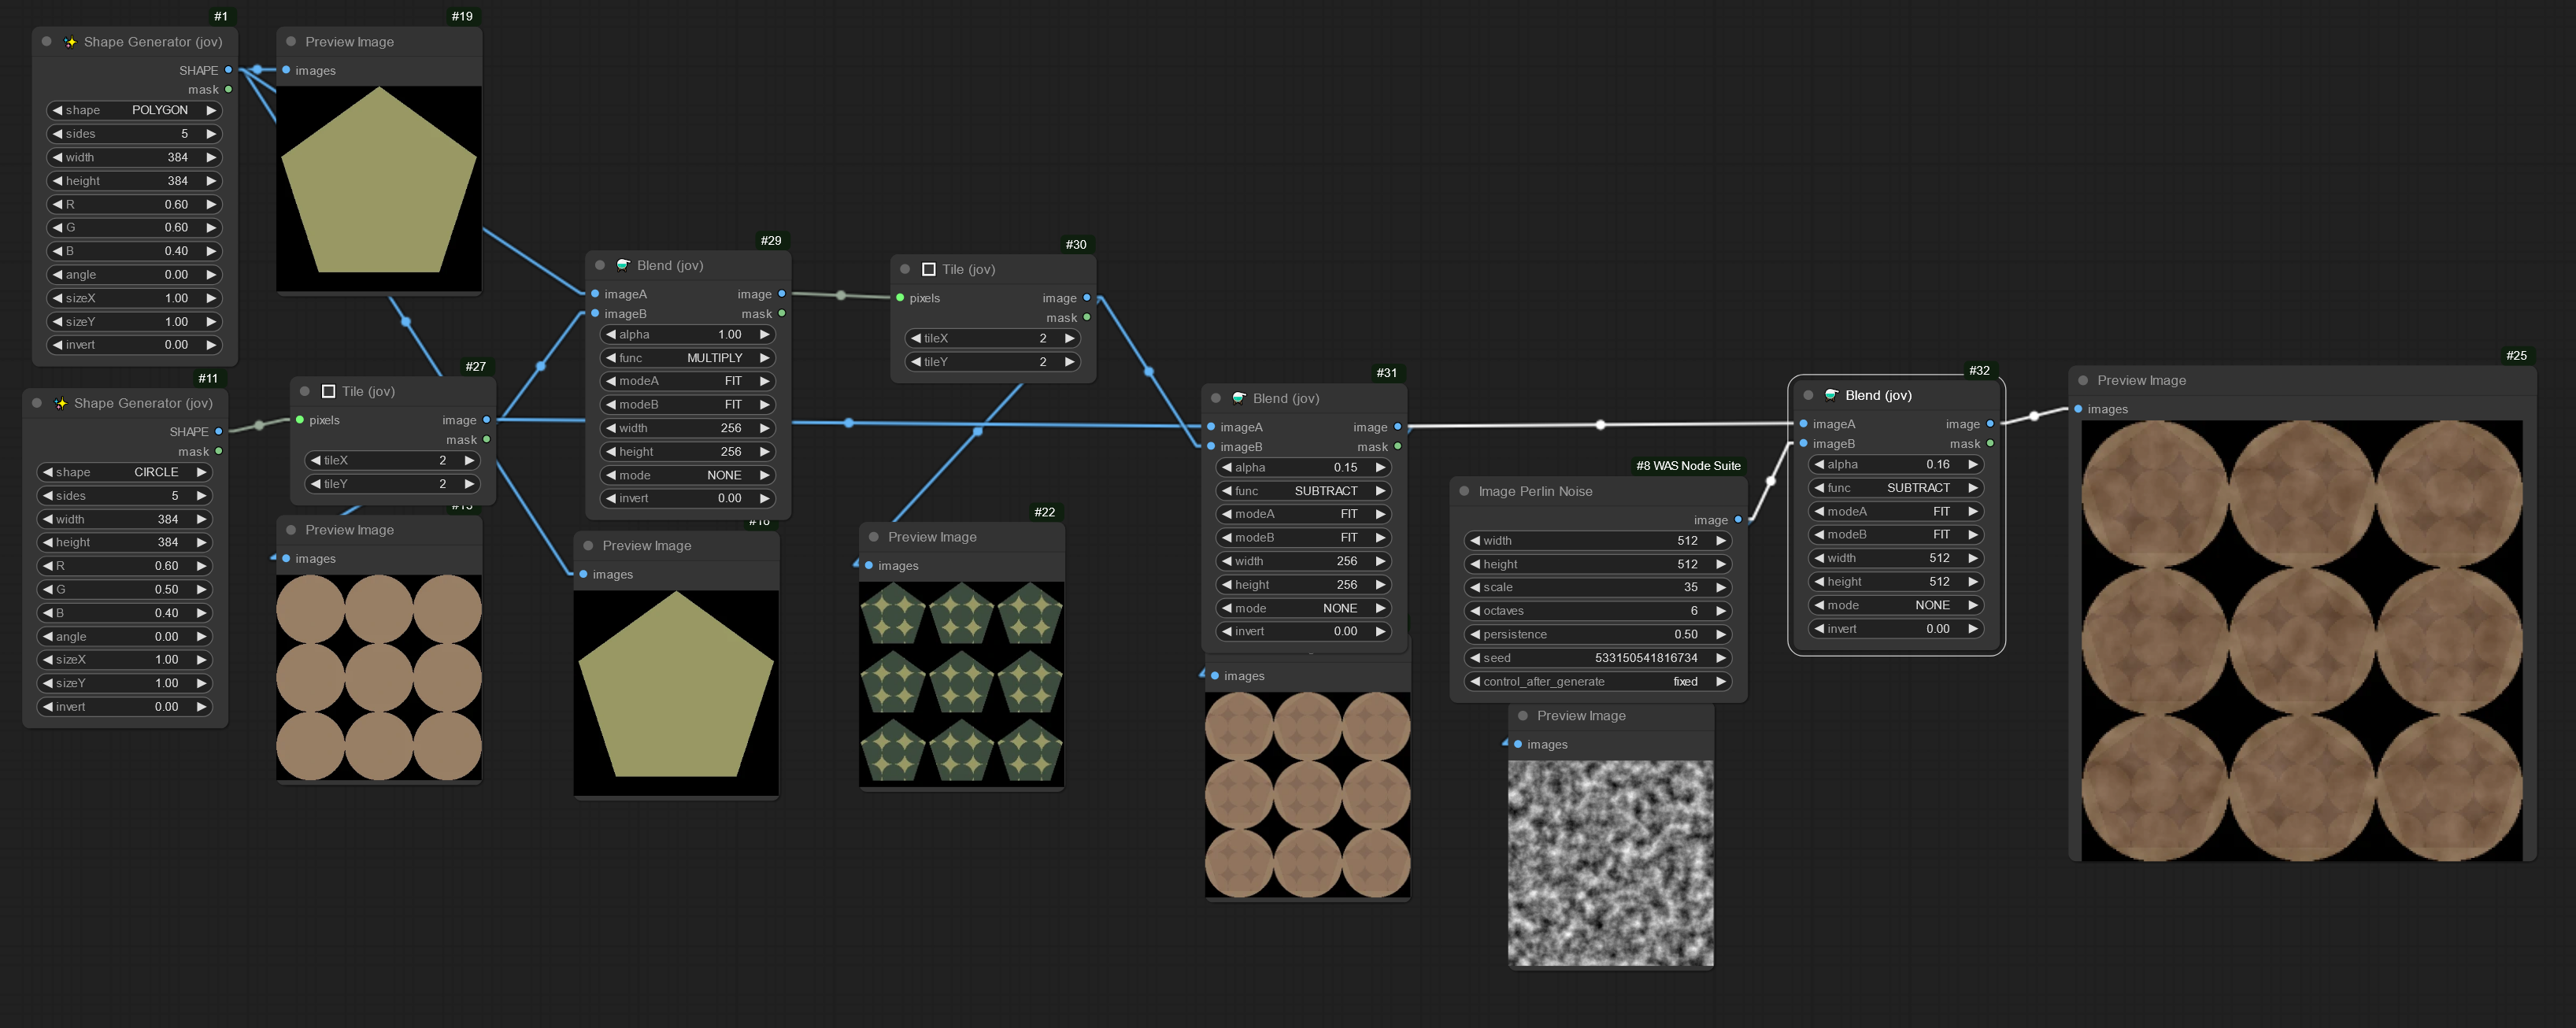 #1
Shape Generator (jov)
SHAPE
mask
shape POLYGON
sides 5
width 384
height 384
R 0.60
G 0.60
B 0.40
angle 0.00
sizeX 1.00
sizeY 1.00
invert 0.00
#19
Preview Image
images
#11
Shape Generator (jov)
SHAPE
mask
shape CIRCLE
sides 5
width 384
height 384
R 0.60
G 0.50
B 0.40
angle 0.00
sizeX 1.00
sizeY 1.00
invert 0.00
#27
Tile (jov)
pixels image
mask
tileX 2
tileY 2
Preview Image
images
#29
Blend (jov)
imageA image
imageB mask
alpha 1.00
func MULTIPLY
modeA FIT
modeB FIT
width 256
height 256
mode NONE
invert 0.00
Preview Image
images
#30
Tile (jov)
pixels image
mask
tileX 2
tileY 2
#22
Preview Image
images
#31
Blend (jov)
imageA image
imageB mask
alpha 0.15
func SUBTRACT
modeA FIT
modeB FIT
width 256
height 256
mode NONE
invert 0.00
images
#8 WAS Node Suite
Image Perlin Noise
image
width 512
height 512
scale 35
octaves 6
persistence 0.50
seed 533150541816734
control_after_generate fixed
Preview Image
images
#32
Blend (jov)
imageA image
imageB mask
alpha 0.16
func SUBTRACT
modeA FIT
modeB FIT
width 512
height 512
mode NONE
invert 0.00
#25
Preview Image
images